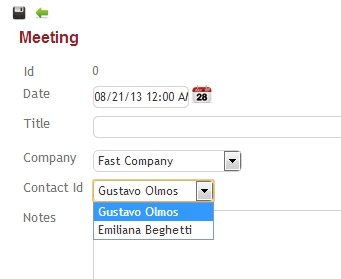 Meeting
Id 0
Date 08/21/13 12:00 A 28
Title
Company Fast Company
Contact Id Gustavo Olmos
Gustavo Olmos
Notes Emiliana Beghetti